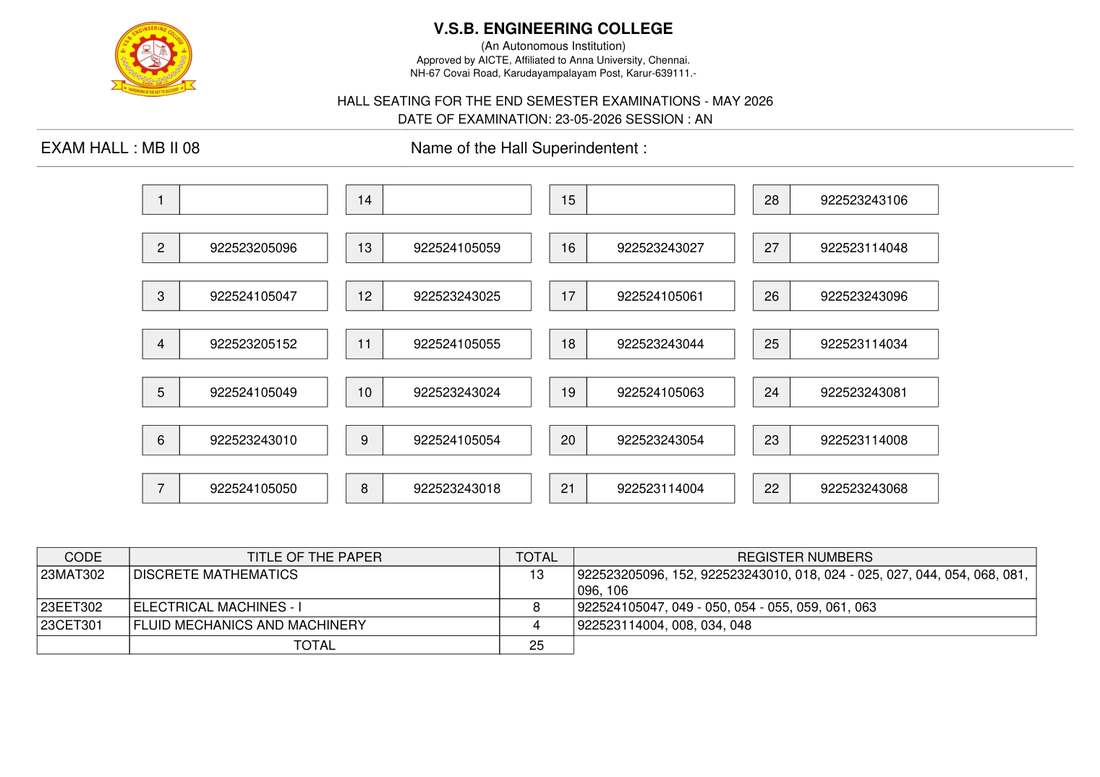 V.S.B. ENGINEERING COLLEGE
(An Autonomous Institution)
Approved by AICTE, Affiliated to Anna University, Chennai.
NH-67 Covai Road, Karudayampalayam Post, Karur-639111.-
HALL SEATING FOR THE END SEMESTER EXAMINATIONS - MAY 2026
DATE OF EXAMINATION: 23-05-2026 SESSION : AN
EXAM HALL : MB II 08 Name of the Hall Superindentent :
1 14 15 28 922523243106
2 922523205096 13 922524105059 16 922523243027 27 922523114048
3 922524105047 12 922523243025 17 922524105061 26 922523243096
4 922523205152 11 922524105055 18 922523243044 25 922523114034
5 922524105049 10 922523243024 19 922524105063 24 922523243081
6 922523243010 9 922524105054 20 922523243054 23 922523114008
7 922524105050 8 922523243018 21 922523114004 22 922523243068
CODE TITLE OF THE PAPER TOTAL REGISTER NUMBERS
23MAT302 DISCRETE MATHEMATICS 13 922523205096, 152, 922523243010, 018, 024 - 025, 027, 044, 054, 068, 081,
096, 106
23EET302 ELECTRICAL MACHINES - I 8 922524105047, 049 - 050, 054 - 055, 059, 061, 063
23CET301 FLUID MECHANICS AND MACHINERY 4 922523114004, 008, 034, 048
TOTAL 25